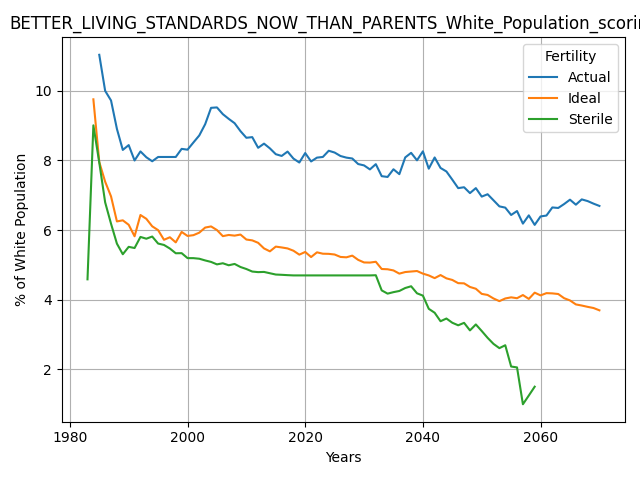 BETTER_LIVING_STANDARDS_NOW_THAN_PARENTS_White_Population_scorin
Fertility
Actual
Ideal
Sterile
% of White Population
10
8
6
4
2
1980
2000
2020
2040
2060
Years